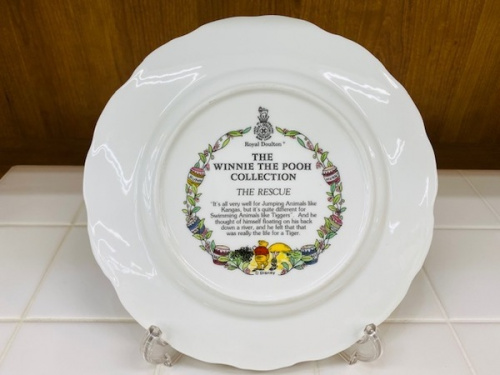 Royal Doulton®
THE
WINNIE THE POOH
COLLECTION
THE RESCUE
"It's all very well for Jumping Animals like
Kangas, but it's quite different for
Swimming Animals like Tiggers". And he
thought of himself floating on his back
down a river, and he felt that that
was really the life for a Tiger.
© Disney